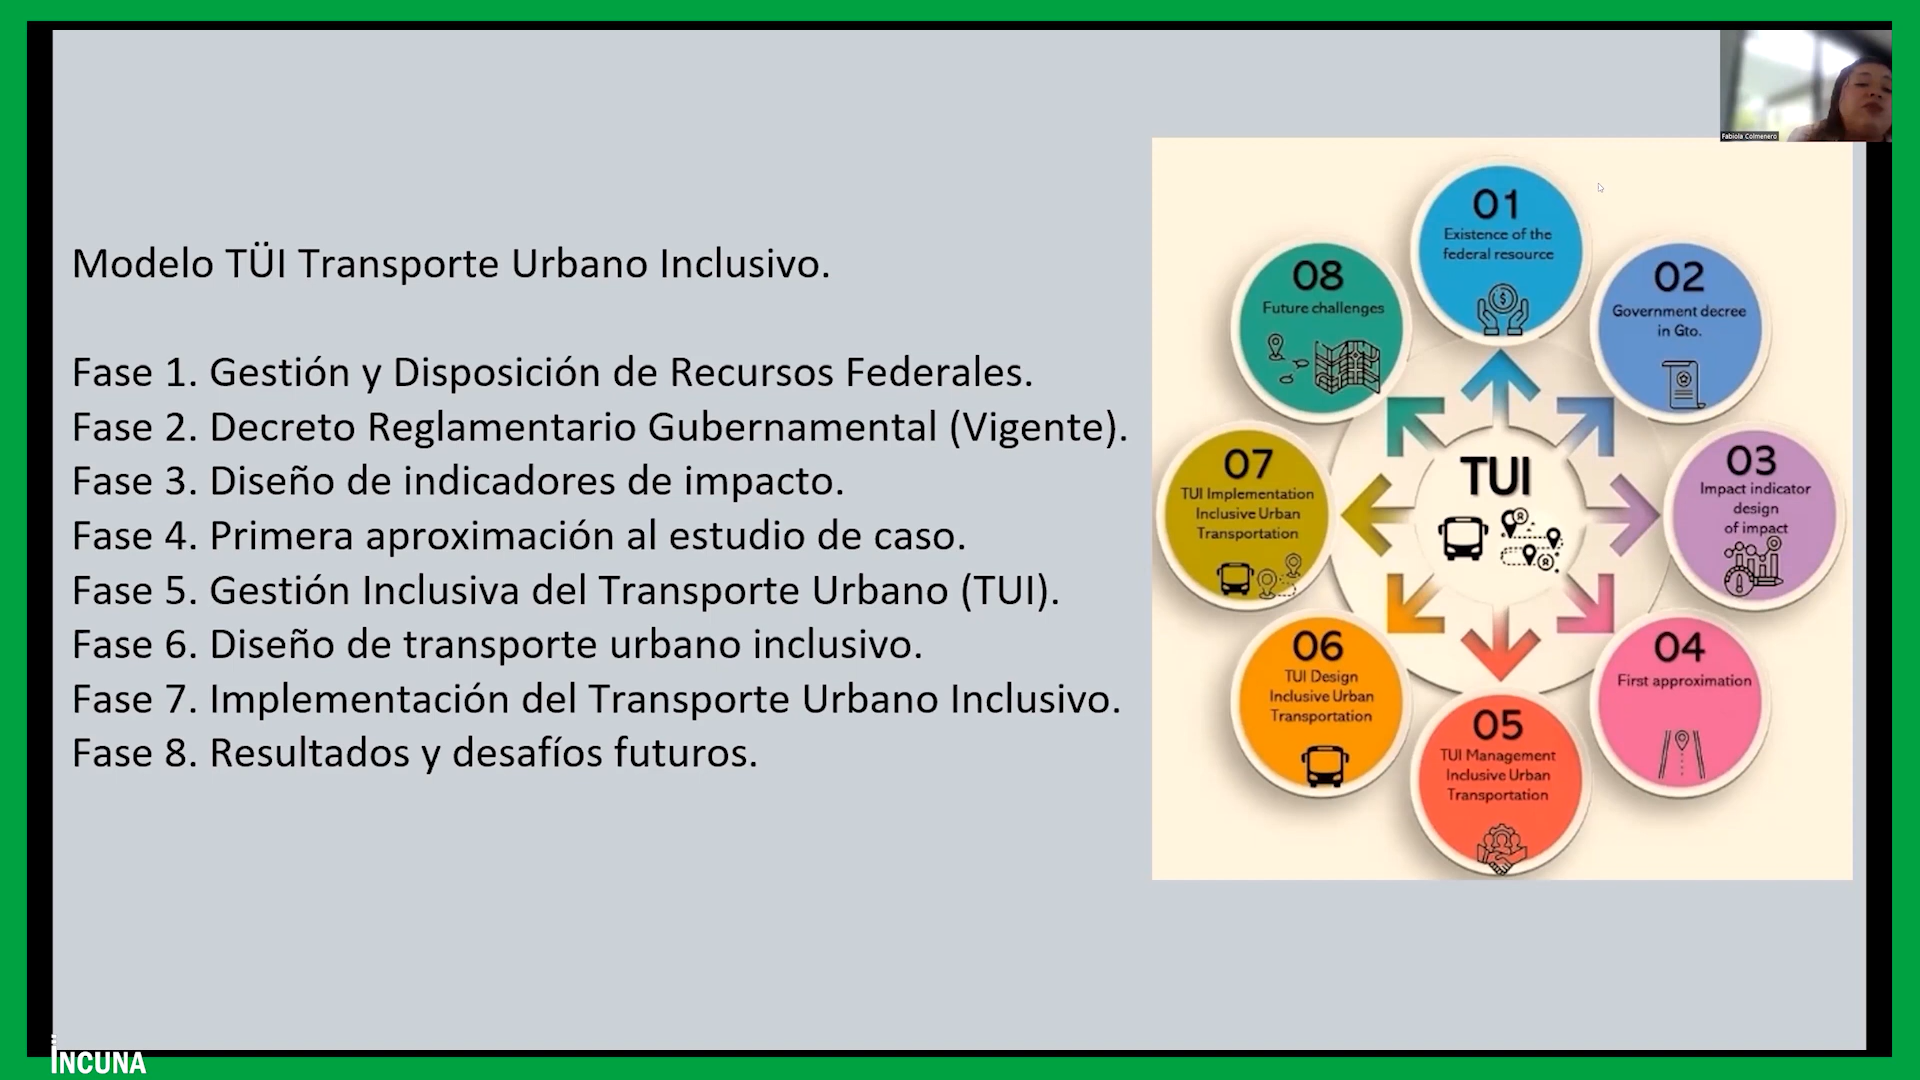 Fabiola Colmenero
Modelo TÜI Transporte Urbano Inclusivo.
Fase 1. Gestión y Disposición de Recursos Federales.
Fase 2. Decreto Reglamentario Gubernamental (Vigente).
Fase 3. Diseño de indicadores de impacto.
Fase 4. Primera aproximación al estudio de caso.
Fase 5. Gestión Inclusiva del Transporte Urbano (TUI).
Fase 6. Diseño de transporte urbano inclusivo.
Fase 7. Implementación del Transporte Urbano Inclusivo.
Fase 8. Resultados y desafíos futuros.
01
Existence of the
federal resource
02
Government decree
in Gto.
03
Impact indicator
design
of impact
04
First approximation
05
TUI Management
Inclusive Urban
Transportation
06
TUI Design
Inclusive Urban
Transportation
07
TUI Implementation
Inclusive Urban
Transportation
08
Future challenges
TUI
INCUNA